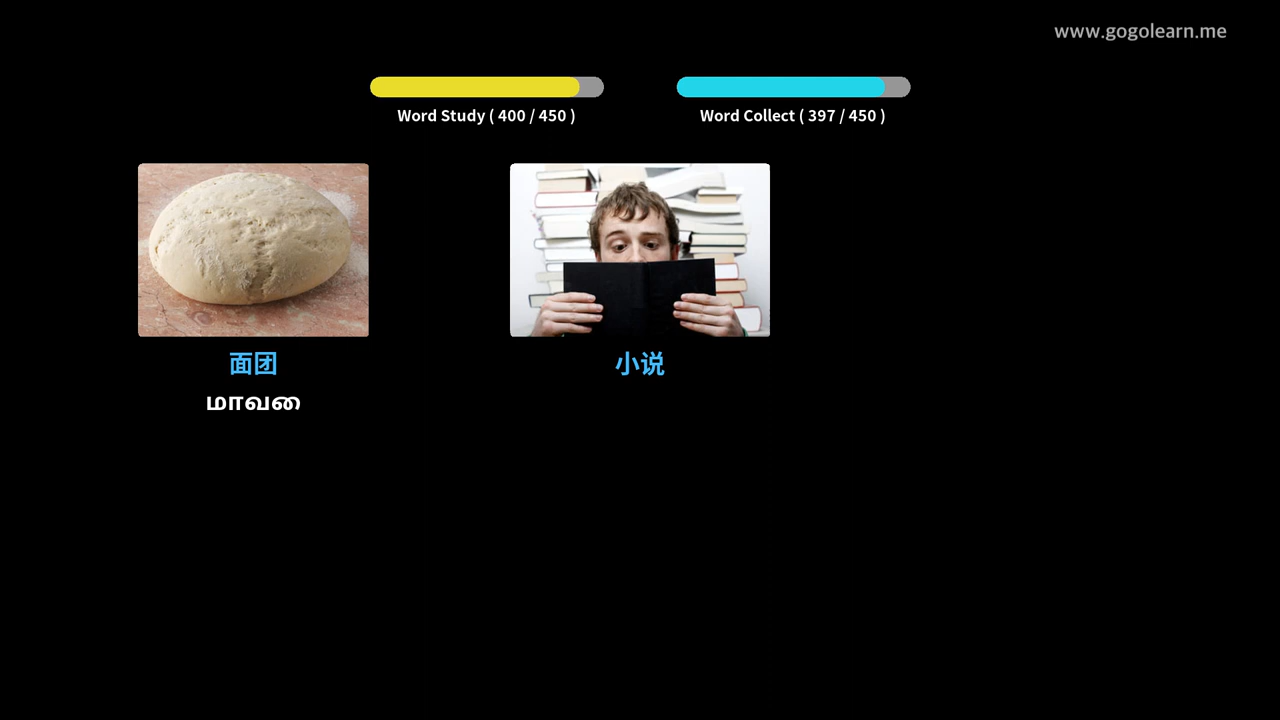 www.gogolearn.me
Word Study ( 400 / 450 )
Word Collect ( 397 / 450 )
面团
小说
மாவை